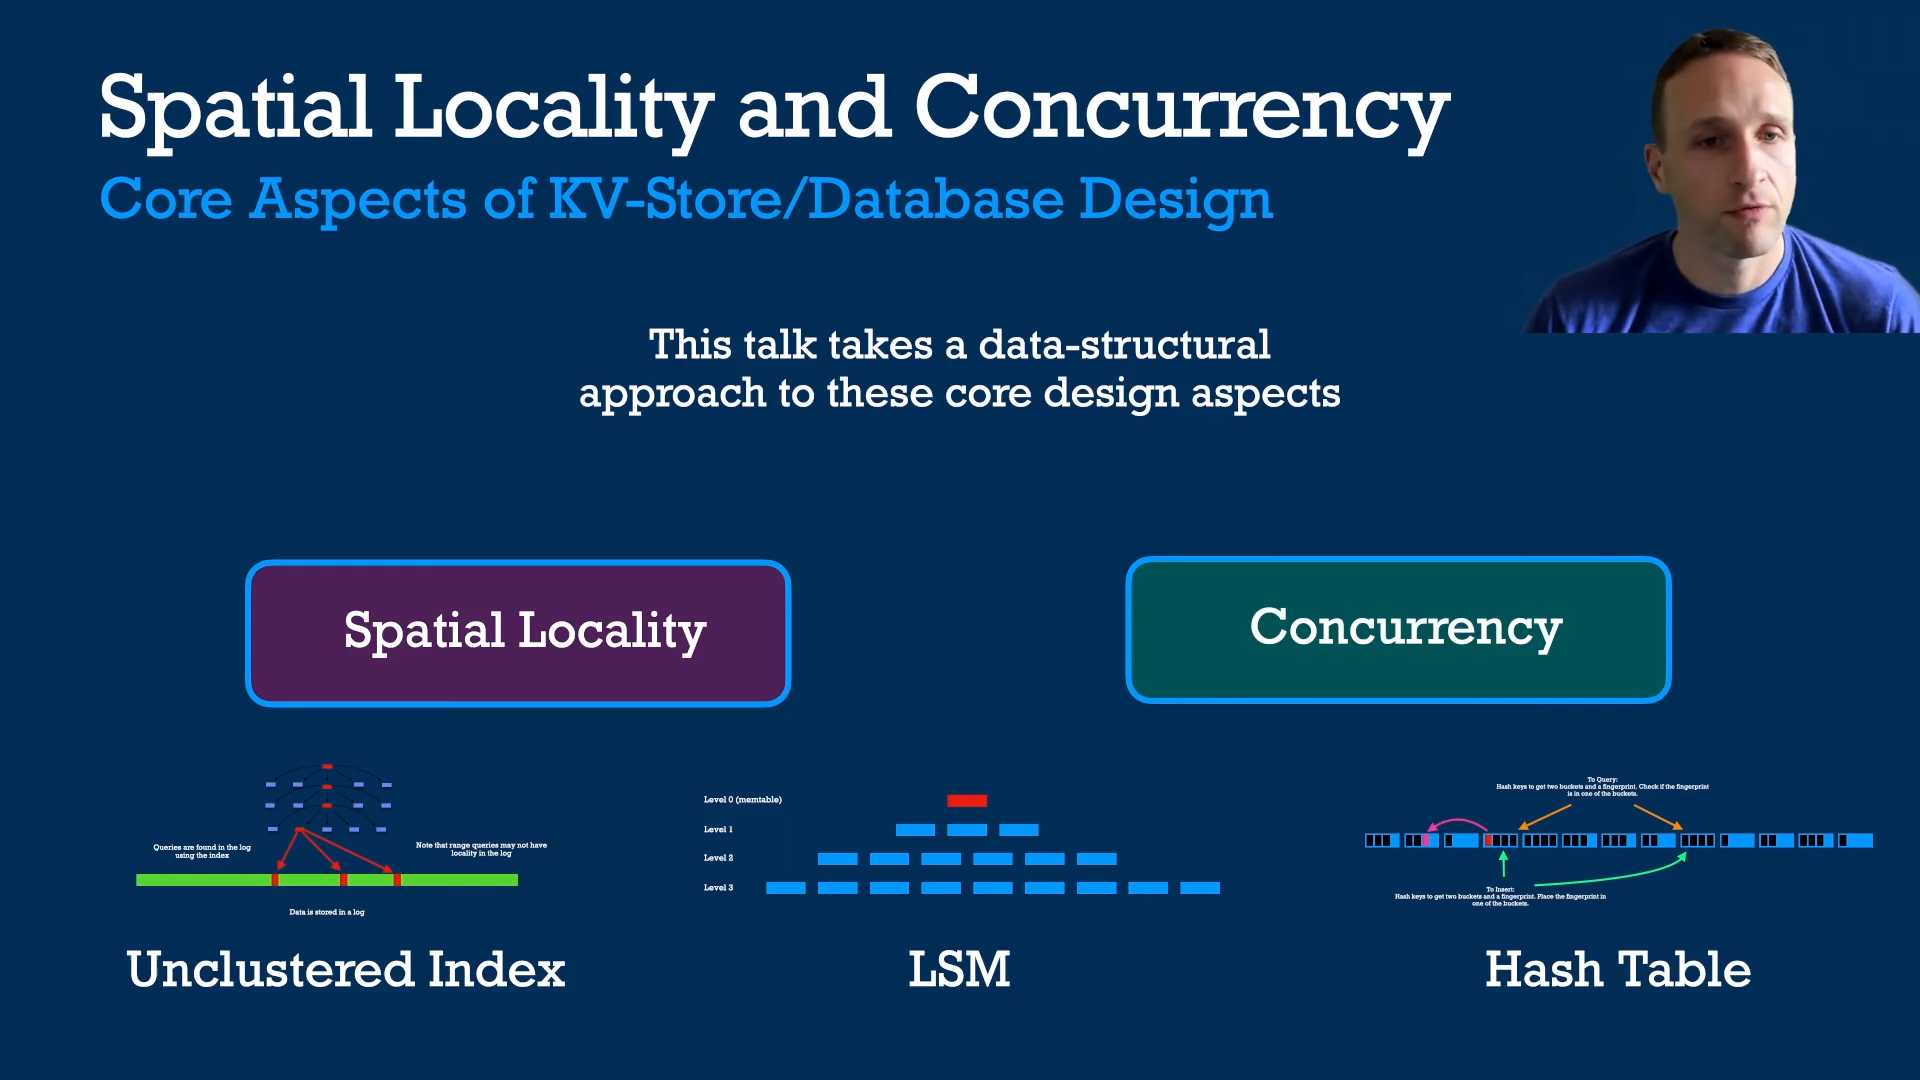 Spatial Locality and Concurrency
Core Aspects of KV-Store/Database Design
This talk takes a data-structural
approach to these core design aspects
Spatial Locality
Concurrency
Queries are found in the log
using the index
Note that range queries may not have
locality in the log
Data is stored in a log
Unclustered Index
Level 0 (memtable)
Level 1
Level 2
Level 3
LSM
To Query:
Hash keys to get two buckets and a fingerprint. Check if the fingerprint
is in one of the buckets.
To Insert:
Hash keys to get two buckets and a fingerprint. Place the fingerprint in
one of the buckets.
Hash Table